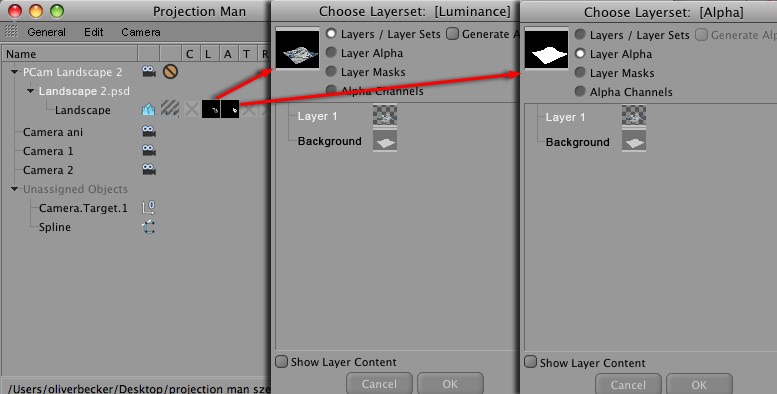 Projection Man
General Edit Camera
Name C L A T R
PCam Landscape 2
Landscape 2.psd
Landscape
Camera ani
Camera 1
Camera 2
Unassigned Objects
Camera.Target.1
Spline
/Users/oliverbecker/Desktop/projection man sze
Choose Layerset: [Luminance]
Layers / Layer Sets Generate A
Layer Alpha
Layer Masks
Alpha Channels
Layer 1
Background
Show Layer Content
Cancel OK
Choose Layerset: [Alpha]
Layers / Layer Sets Generate Alp
Layer Alpha
Layer Masks
Alpha Channels
Layer 1
Background
Show Layer Content
Cancel OK